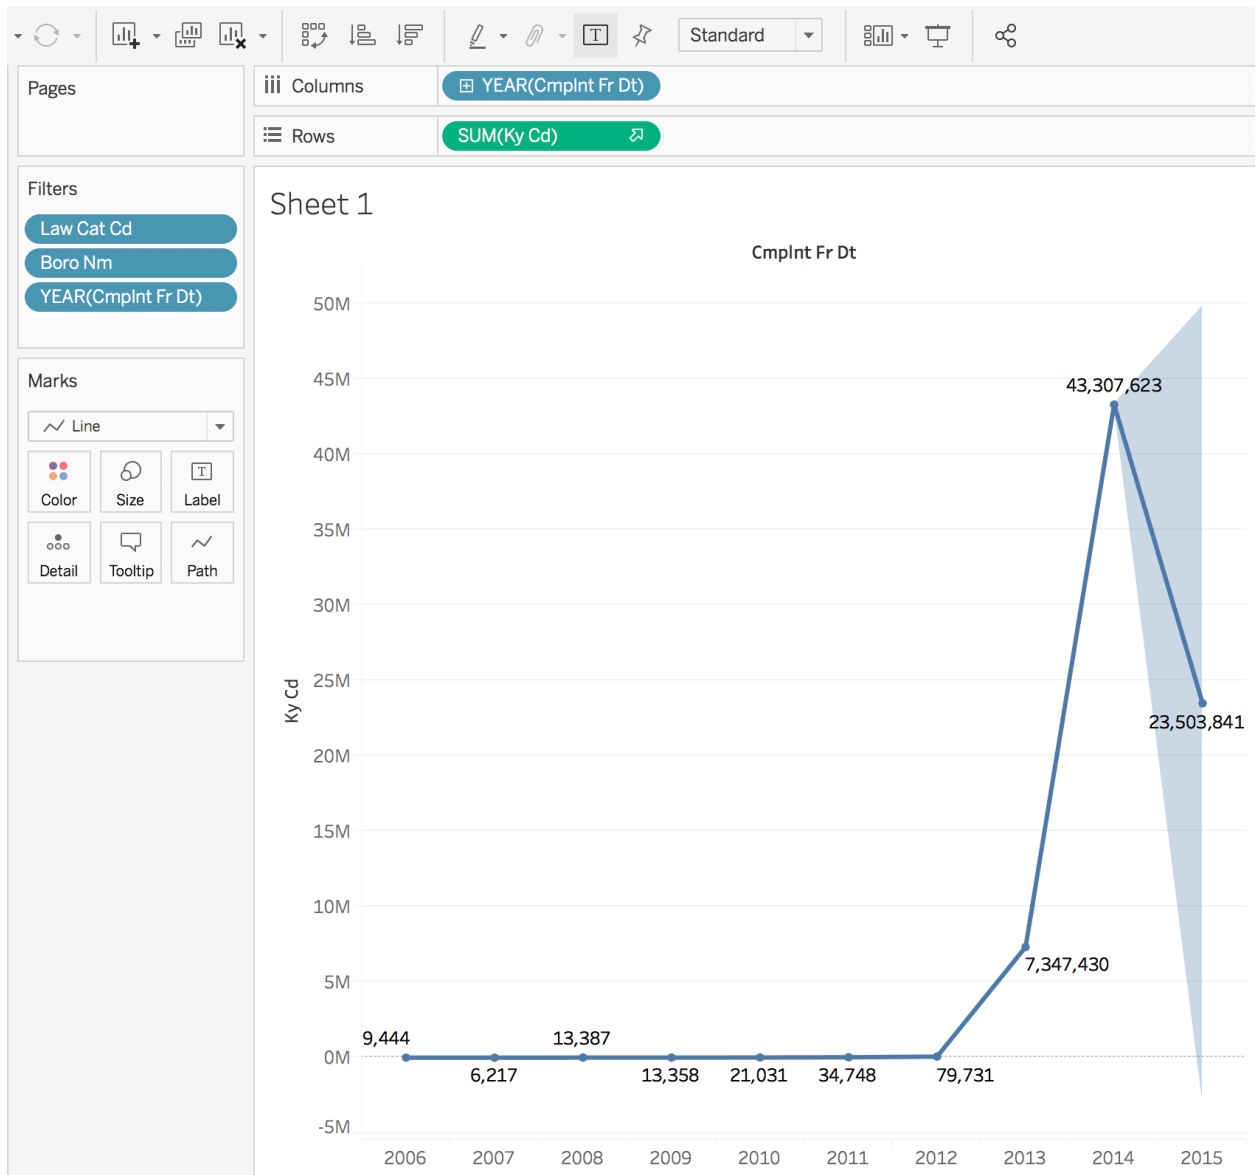 Standard
Pages
Columns
YEAR(Cmplnt Fr Dt)
Rows
SUM(Ky Cd)
Filters
Law Cat Cd
Boro Nm
YEAR(Cmplnt Fr Dt)
Marks
Line
Color Size Label
Detail Tooltip Path
Sheet 1
Cmplnt Fr Dt
50M
45M
43,307,623
40M
35M
30M
25M
Ky Cd
23,503,841
20M
15M
10M
7,347,430
5M
9,444 13,387
0M
6,217 13,358 21,031 34,748 79,731
-5M
2006 2007 2008 2009 2010 2011 2012 2013 2014 2015